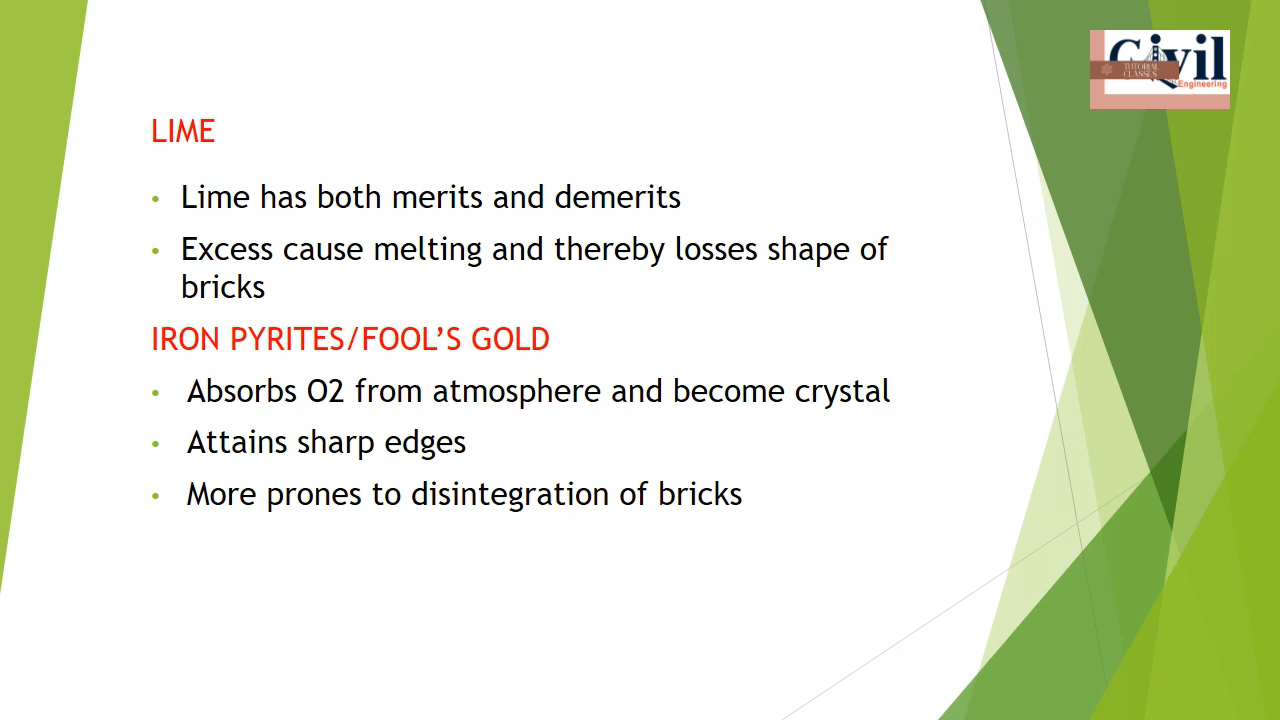 Civil
TUTORIAL
CLASSES
Engineering
LIME
• Lime has both merits and demerits
• Excess cause melting and thereby losses shape of
bricks
IRON PYRITES/FOOL’S GOLD
• Absorbs O2 from atmosphere and become crystal
• Attains sharp edges
• More prones to disintegration of bricks